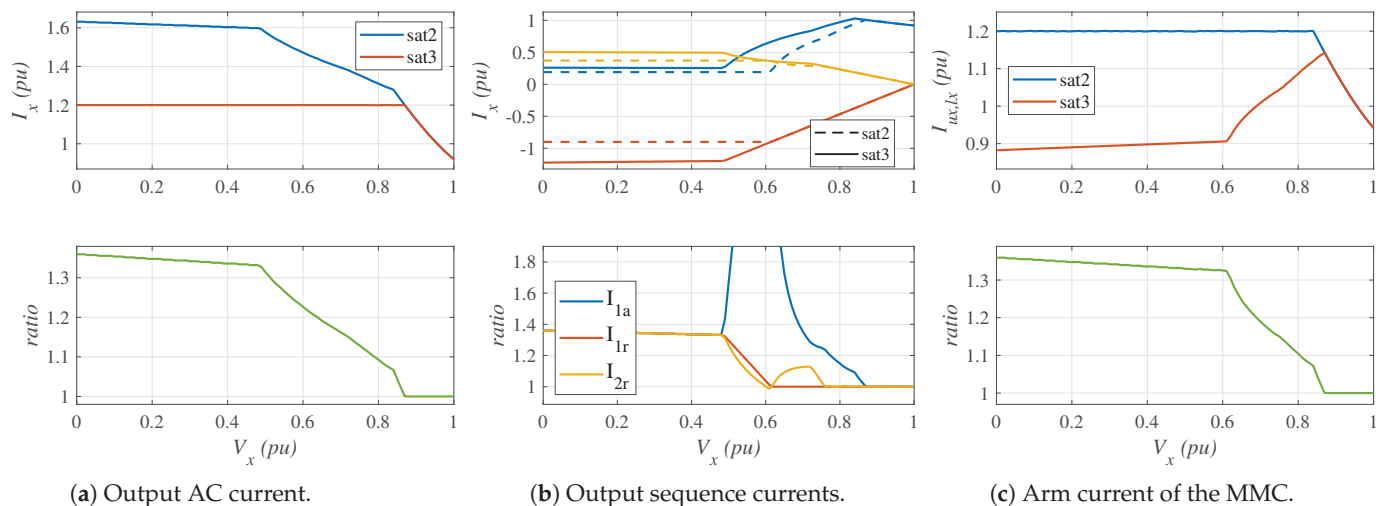 I_x (pu)
1.6
1.4
1.2
1
sat2
sat3
0 0.2 0.4 0.6 0.8 1
ratio
1.3
1.2
1.1
1
0 0.2 0.4 0.6 0.8 1
V_x (pu)
(a) Output AC current.
I_x (pu)
1
0.5
0
-0.5
-1
sat2
sat3
0 0.2 0.4 0.6 0.8 1
ratio
1.8
1.6
1.4
1.2
1
I_1a
I_1r
I_2r
0 0.2 0.4 0.6 0.8 1
V_x (pu)
(b) Output sequence currents.
I_ux,lx (pu)
1.2
1.1
1
0.9
sat2
sat3
0 0.2 0.4 0.6 0.8 1
ratio
1.3
1.2
1.1
1
0 0.2 0.4 0.6 0.8 1
V_x (pu)
(c) Arm current of the MMC.